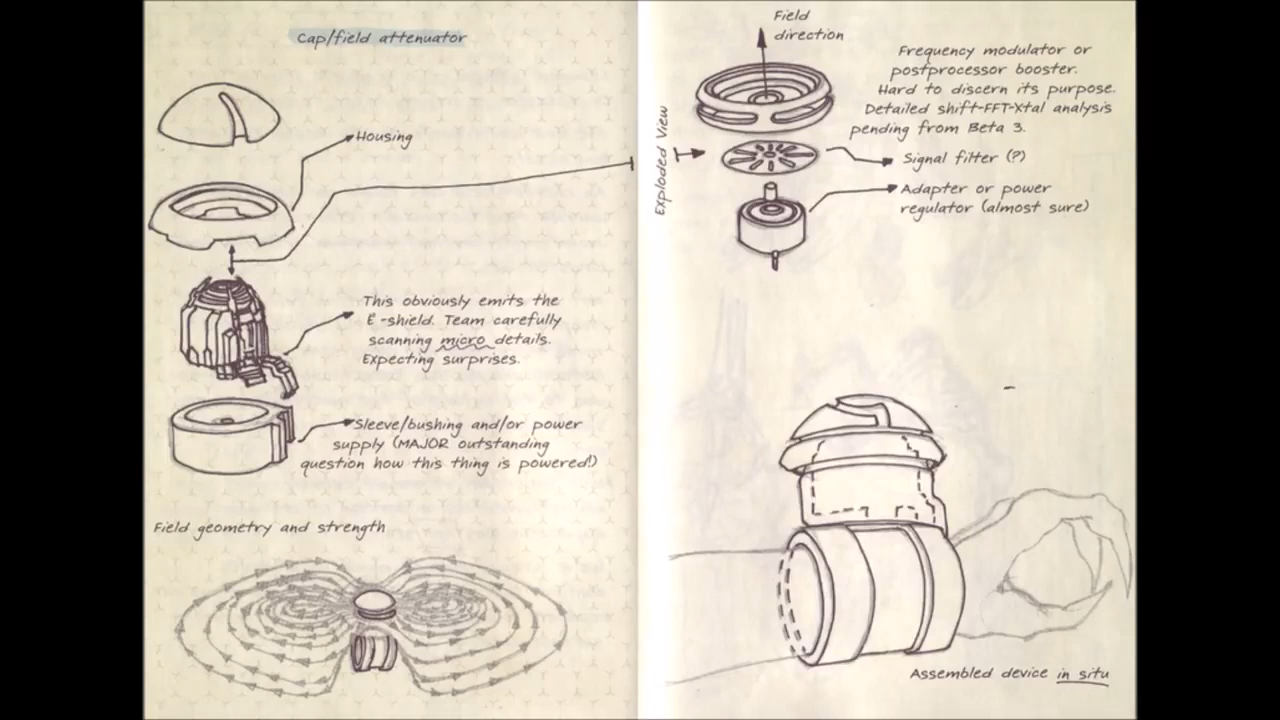 Cap/field attenuator
Housing
This obviously emits the
E-shield. Team carefully
scanning micro details.
Expecting surprises.
Sleeve/bushing and/or power
supply (MAJOR outstanding
question how this thing is powered!)
Field geometry and strength
Field
direction
Frequency modulator or
postprocessor booster.
Hard to discern its purpose.
Detailed shift-FFT-Xtal analysis
pending from Beta 3.
Exploded View
Signal filter (?)
Adapter or power
regulator (almost sure)
Assembled device in situ